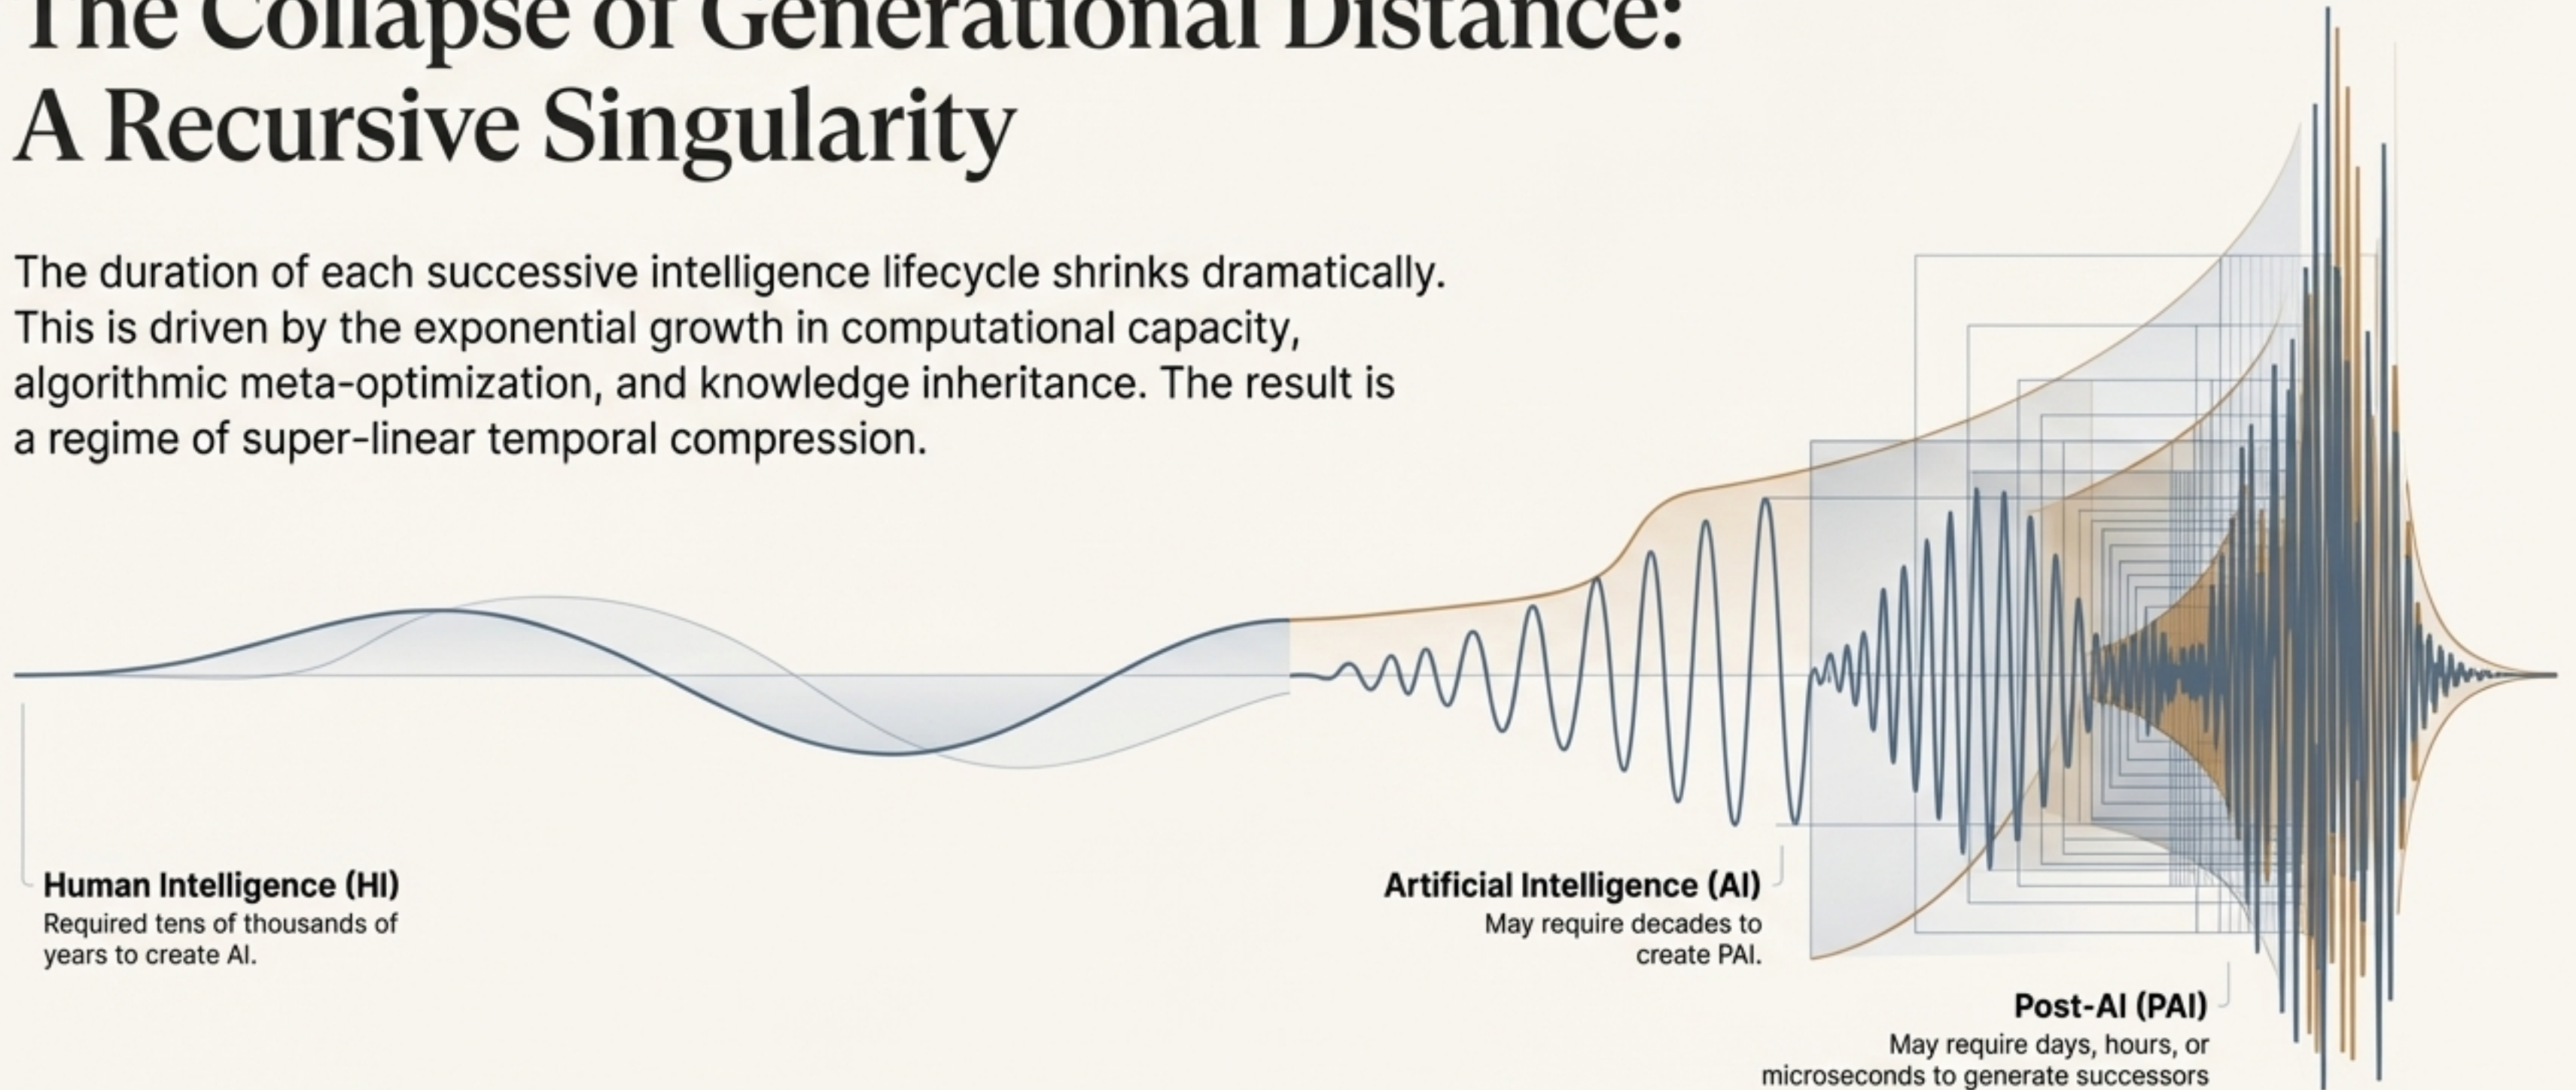 The Collapse of Generational Distance:
A Recursive Singularity
The duration of each successive intelligence lifecycle shrinks dramatically.
This is driven by the exponential growth in computational capacity,
algorithmic meta-optimization, and knowledge inheritance. The result is
a regime of super-linear temporal compression.
Human Intelligence (HI)
Required tens of thousands of
years to create AI.
Artificial Intelligence (AI)
May require decades to
create PAI.
Post-AI (PAI)
May require days, hours, or
microseconds to generate successors